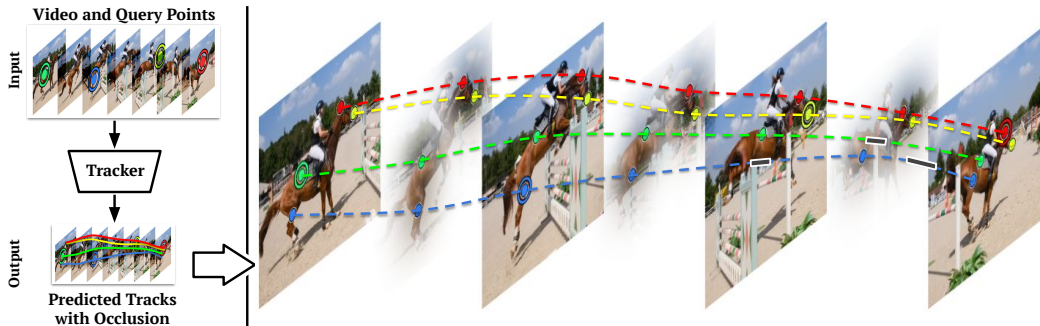 Video and Query Points
Input
Tracker
Output
Predicted Tracks
with Occlusion